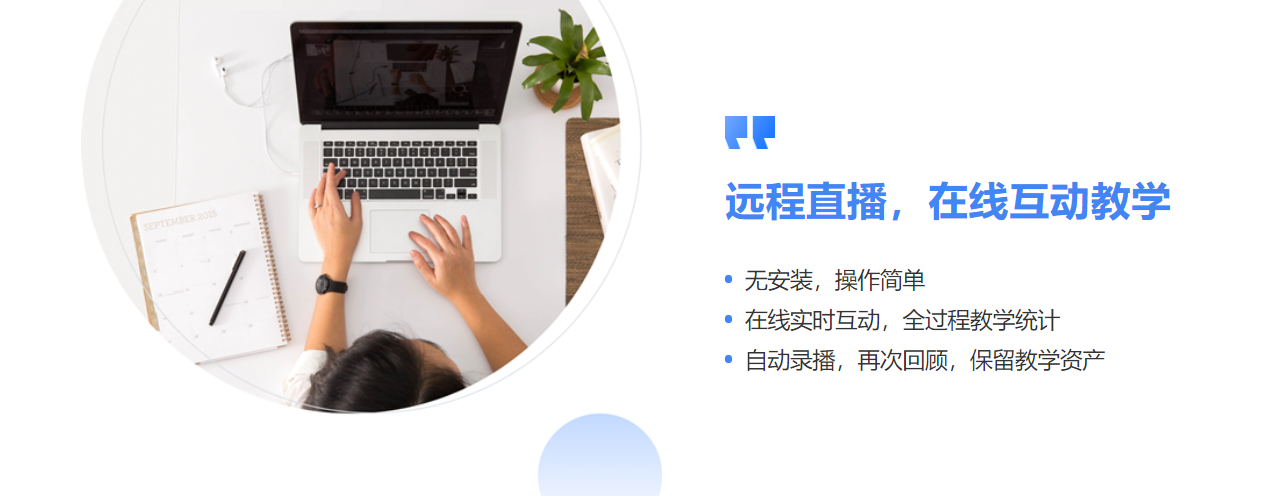 SEPTEMBER 2015
远程直播，在线互动教学
无安装，操作简单
在线实时互动，全过程教学统计
自动录播，再次回顾，保留教学资产